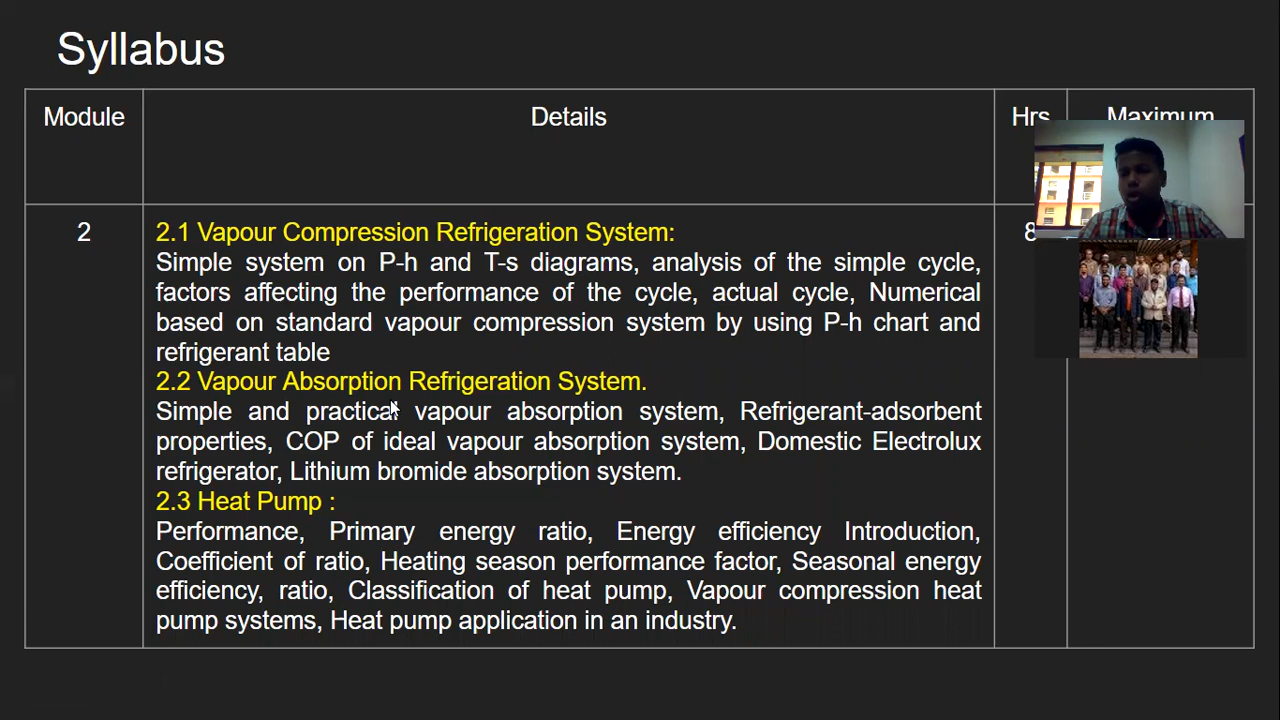 Syllabus
Module Details Hrs Maximum
2 2.1 Vapour Compression Refrigeration System: 8
Simple system on P-h and T-s diagrams, analysis of the simple cycle,
factors affecting the performance of the cycle, actual cycle, Numerical
based on standard vapour compression system by using P-h chart and
refrigerant table
2.2 Vapour Absorption Refrigeration System.
Simple and practical vapour absorption system, Refrigerant-adsorbent
properties, COP of ideal vapour absorption system, Domestic Electrolux
refrigerator, Lithium bromide absorption system.
2.3 Heat Pump :
Performance, Primary energy ratio, Energy efficiency Introduction,
Coefficient of ratio, Heating season performance factor, Seasonal energy
efficiency, ratio, Classification of heat pump, Vapour compression heat
pump systems, Heat pump application in an industry.